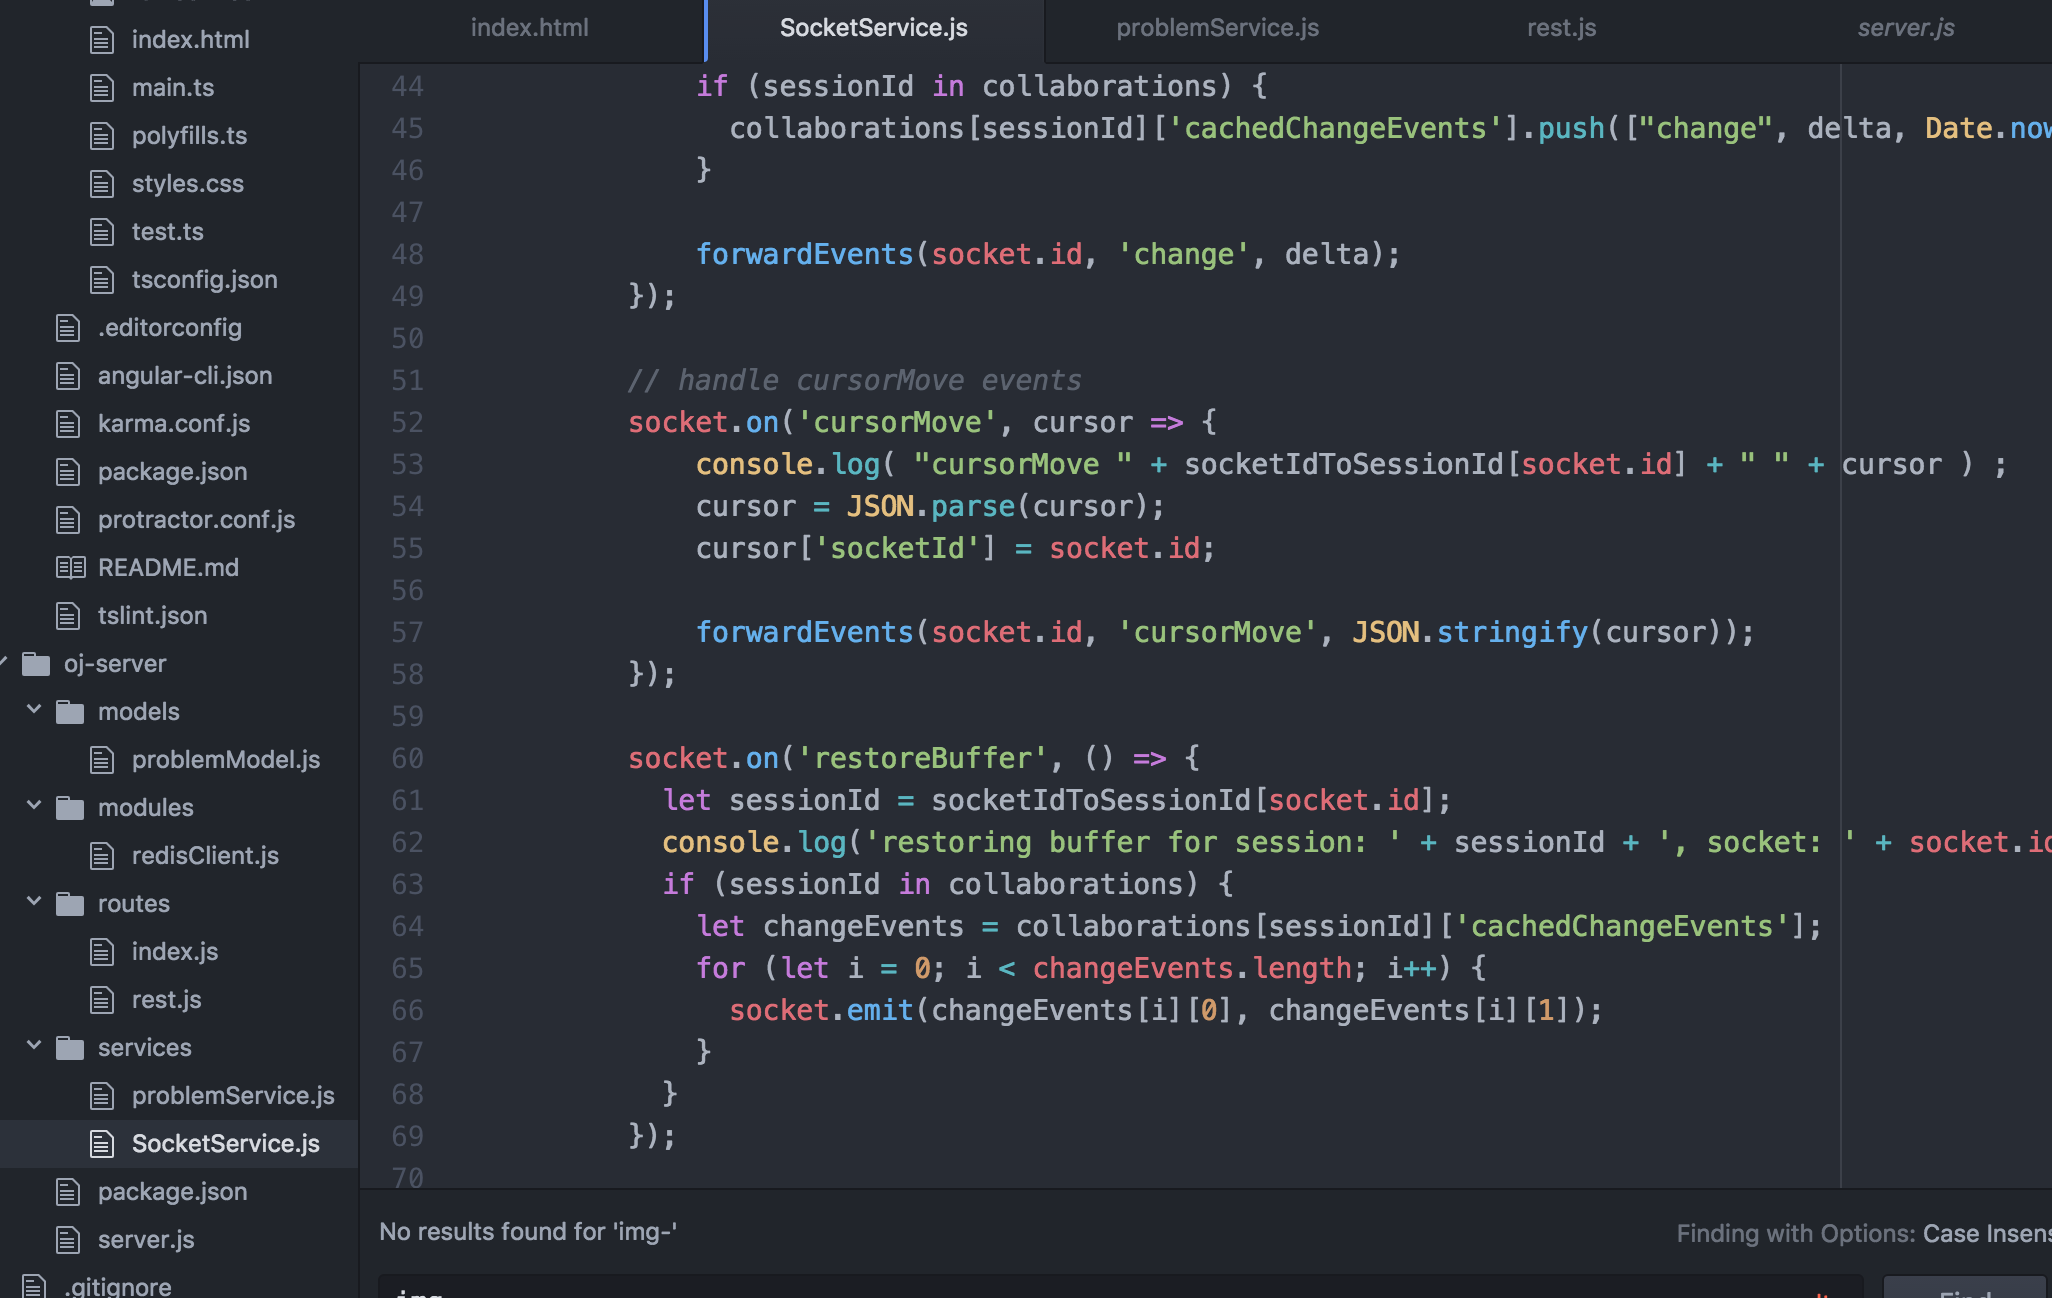 index.html
main.ts
polyfills.ts
styles.css
test.ts
tsconfig.json
.editorconfig
angular-cli.json
karma.conf.js
package.json
protractor.conf.js
README.md
tslint.json
oj-server
models
problemModel.js
modules
redisClient.js
routes
index.js
rest.js
services
problemService.js
SocketService.js
package.json
server.js
.gitignore
index.html SocketService.js problemService.js rest.js server.js
44 if (sessionId in collaborations) {
45 collaborations[sessionId]['cachedChangeEvents'].push(["change", delta, Date.now
46 }
47
48 forwardEvents(socket.id, 'change', delta);
49 });
50
51 // handle cursorMove events
52 socket.on('cursorMove', cursor => {
53 console.log( "cursorMove " + socketIdToSessionId[socket.id] + " " + cursor ) ;
54 cursor = JSON.parse(cursor);
55 cursor['socketId'] = socket.id;
56
57 forwardEvents(socket.id, 'cursorMove', JSON.stringify(cursor));
58 });
59
60 socket.on('restoreBuffer', () => {
61 let sessionId = socketIdToSessionId[socket.id];
62 console.log('restoring buffer for session: ' + sessionId + ', socket: ' + socket.id
63 if (sessionId in collaborations) {
64 let changeEvents = collaborations[sessionId]['cachedChangeEvents'];
65 for (let i = 0; i < changeEvents.length; i++) {
66 socket.emit(changeEvents[i][0], changeEvents[i][1]);
67 }
68 }
69 });
70
No results found for 'img-'
Finding with Options: Case Insens
Find